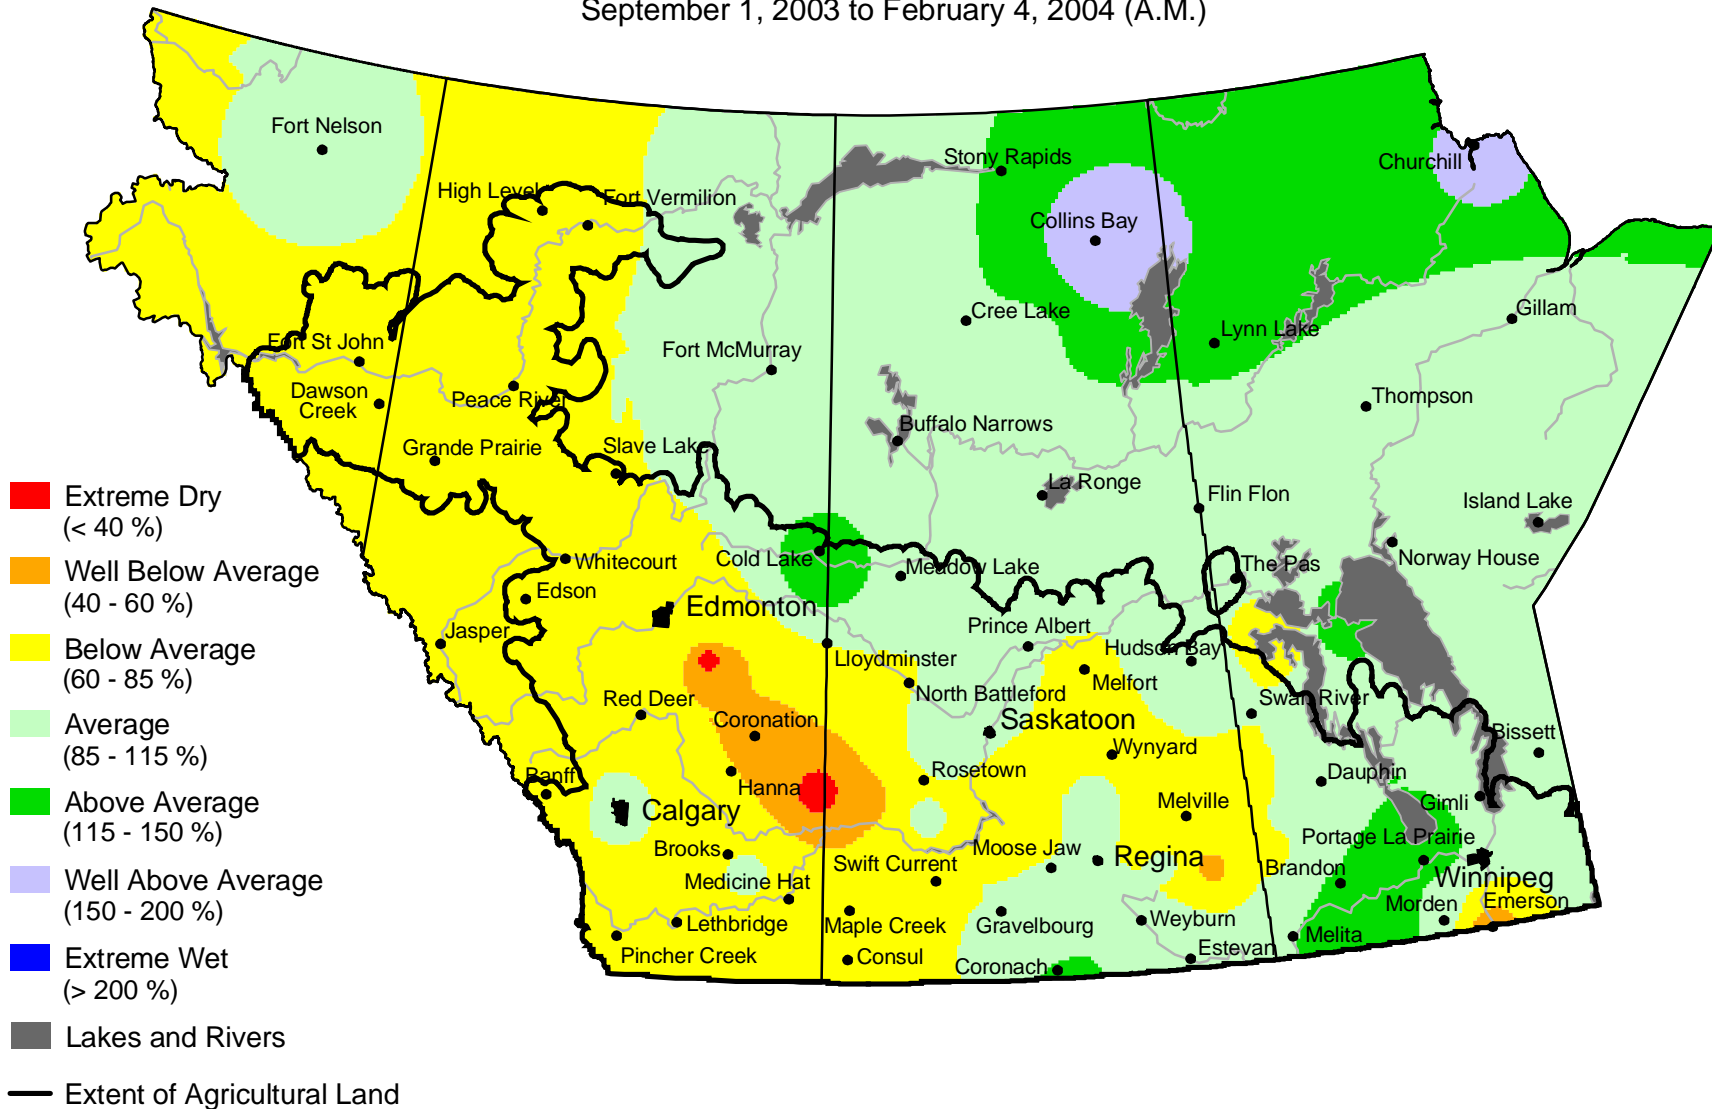 September 1, 2003 to February 4, 2004 (A.M.)
Fort Nelson
Stony Rapids
Churchill
High Level
Fort Vermilion
Collins Bay
Cree Lake
Gillam
Lynn Lake
Fort St John
Fort McMurray
Dawson
Creek
Peace River
Thompson
Buffalo Narrows
Grande Prairie
Slave Lake
La Ronge
Flin Flon
Island Lake
Whitecourt
Cold Lake
Meadow Lake
The Pas
Norway House
Edson
Edmonton
Jasper
Prince Albert
Hudson Bay
Lloydminster
Melfort
North Battleford
Swan River
Red Deer
Coronation
Saskatoon
Wynyard
Bissett
Banff
Hanna
Rosetown
Dauphin
Calgary
Melville
Gimli
Portage La Prairie
Brooks
Swift Current
Moose Jaw
Regina
Brandon
Medicine Hat
Winnipeg
Lethbridge
Maple Creek
Gravelbourg
Weyburn
Morden
Emerson
Pincher Creek
Consul
Coronach
Estevan
Melita
Extreme Dry
(< 40 %)
Well Below Average
(40 - 60 %)
Below Average
(60 - 85 %)
Average
(85 - 115 %)
Above Average
(115 - 150 %)
Well Above Average
(150 - 200 %)
Extreme Wet
(> 200 %)
Lakes and Rivers
Extent of Agricultural Land